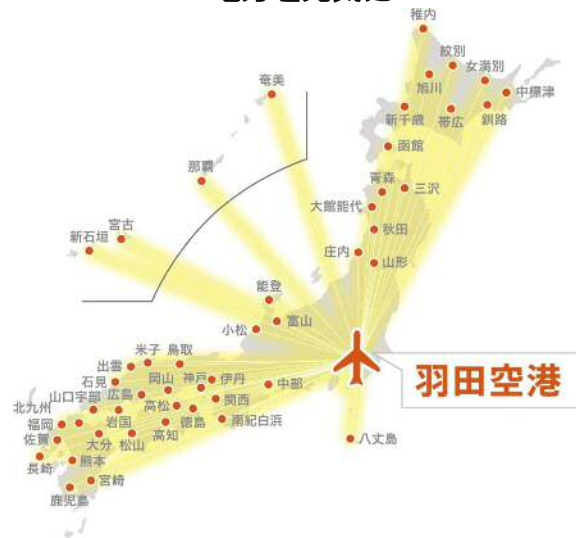 稚内
紋別
女満別
旭川
中標津
新千歳
帯広
釧路
函館
奄美
那覇
宮古
新石垣
青森
三沢
大館能代
秋田
庄内
山形
能登
富山
小松
羽田空港
八丈島
米子
鳥取
出雲
石見
岡山
神戸
伊丹
中部
山口宇部
広島
高松
関西
北九州
福岡
岩国
徳島
南紀白浜
佐賀
大分
松山
高知
長崎
熊本
宮崎
鹿児島